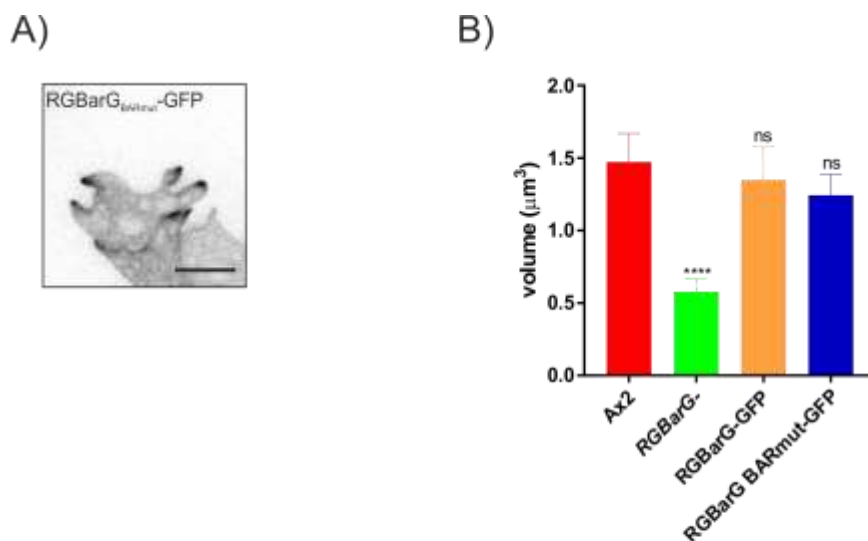 A)
RGBarG BARmut-GFP
B)
volume (μm³)
2.0
1.5
1.0
0.5
0.0
****
ns
ns
Ax2
RGBarG-
RGBarG-GFP
RGBarG BARmut-GFP